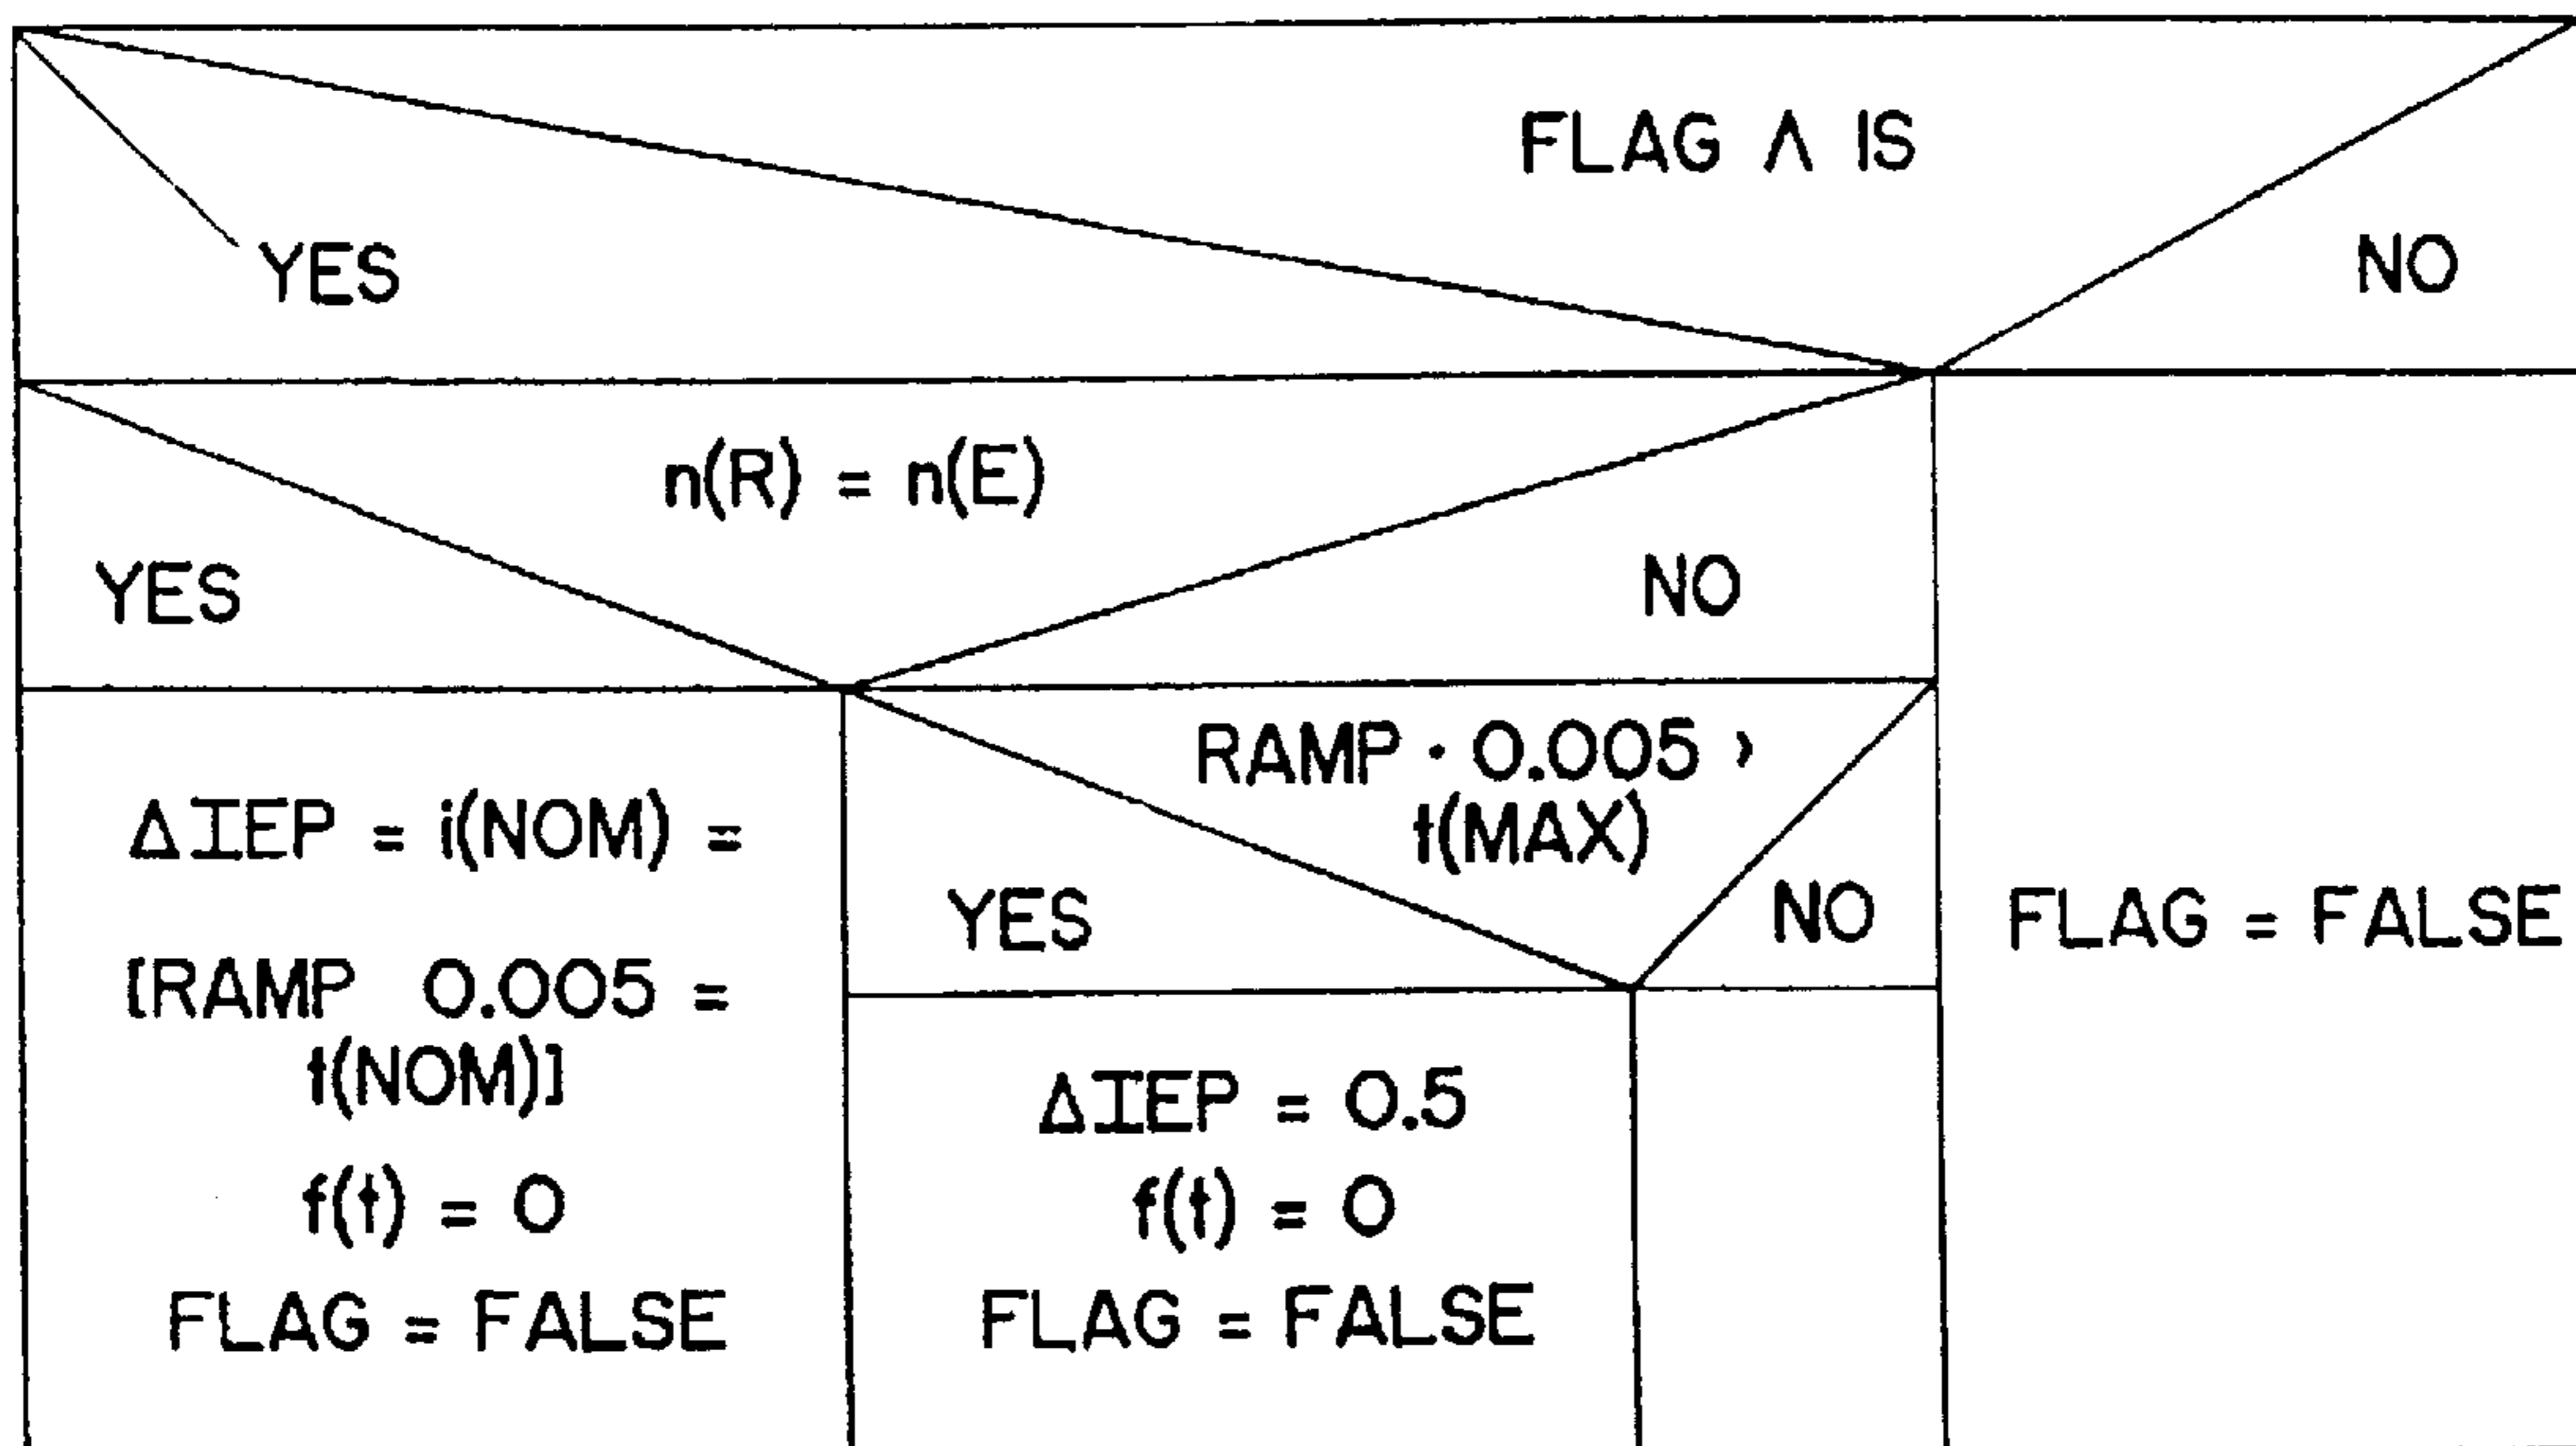 FLAG Λ IS
YES
NO
n(R) = n(E)
YES
NO
RAMP · 0.005 >
t(MAX)
YES
NO
ΔIEP = i(NOM) =
[RAMP 0.005 =
t(NOM)]
f(t) = 0
FLAG = FALSE
ΔIEP = 0.5
f(t) = 0
FLAG = FALSE
FLAG = FALSE